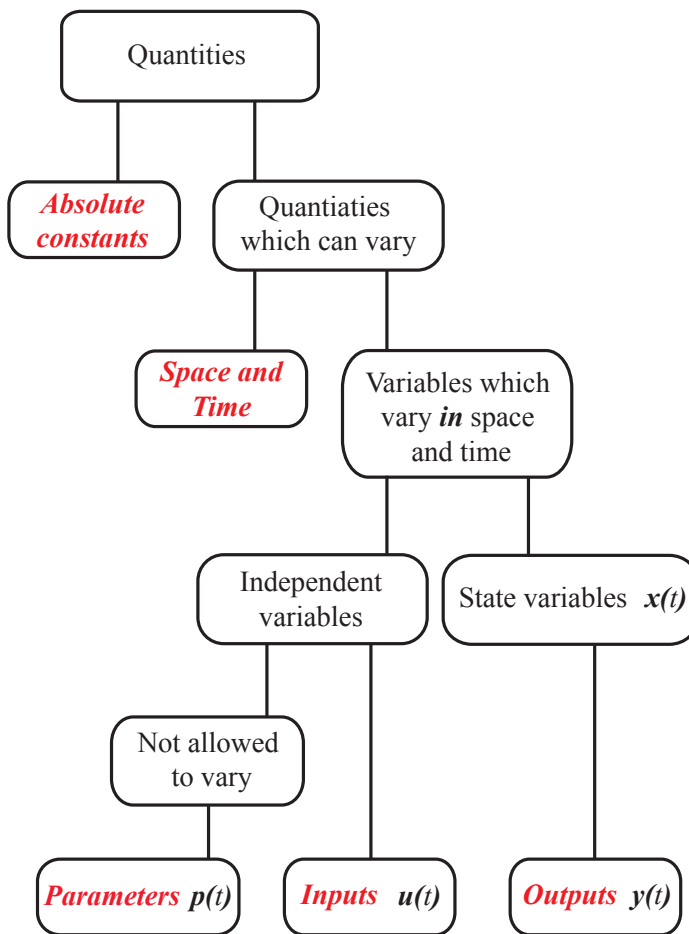 Quantities
Absolute
constants
Quantiaties
which can vary
Space and
Time
Variables which
vary in space
and time
Independent
variables
State variables x(t)
Not allowed
to vary
Parameters p(t)
Inputs u(t)
Outputs y(t)